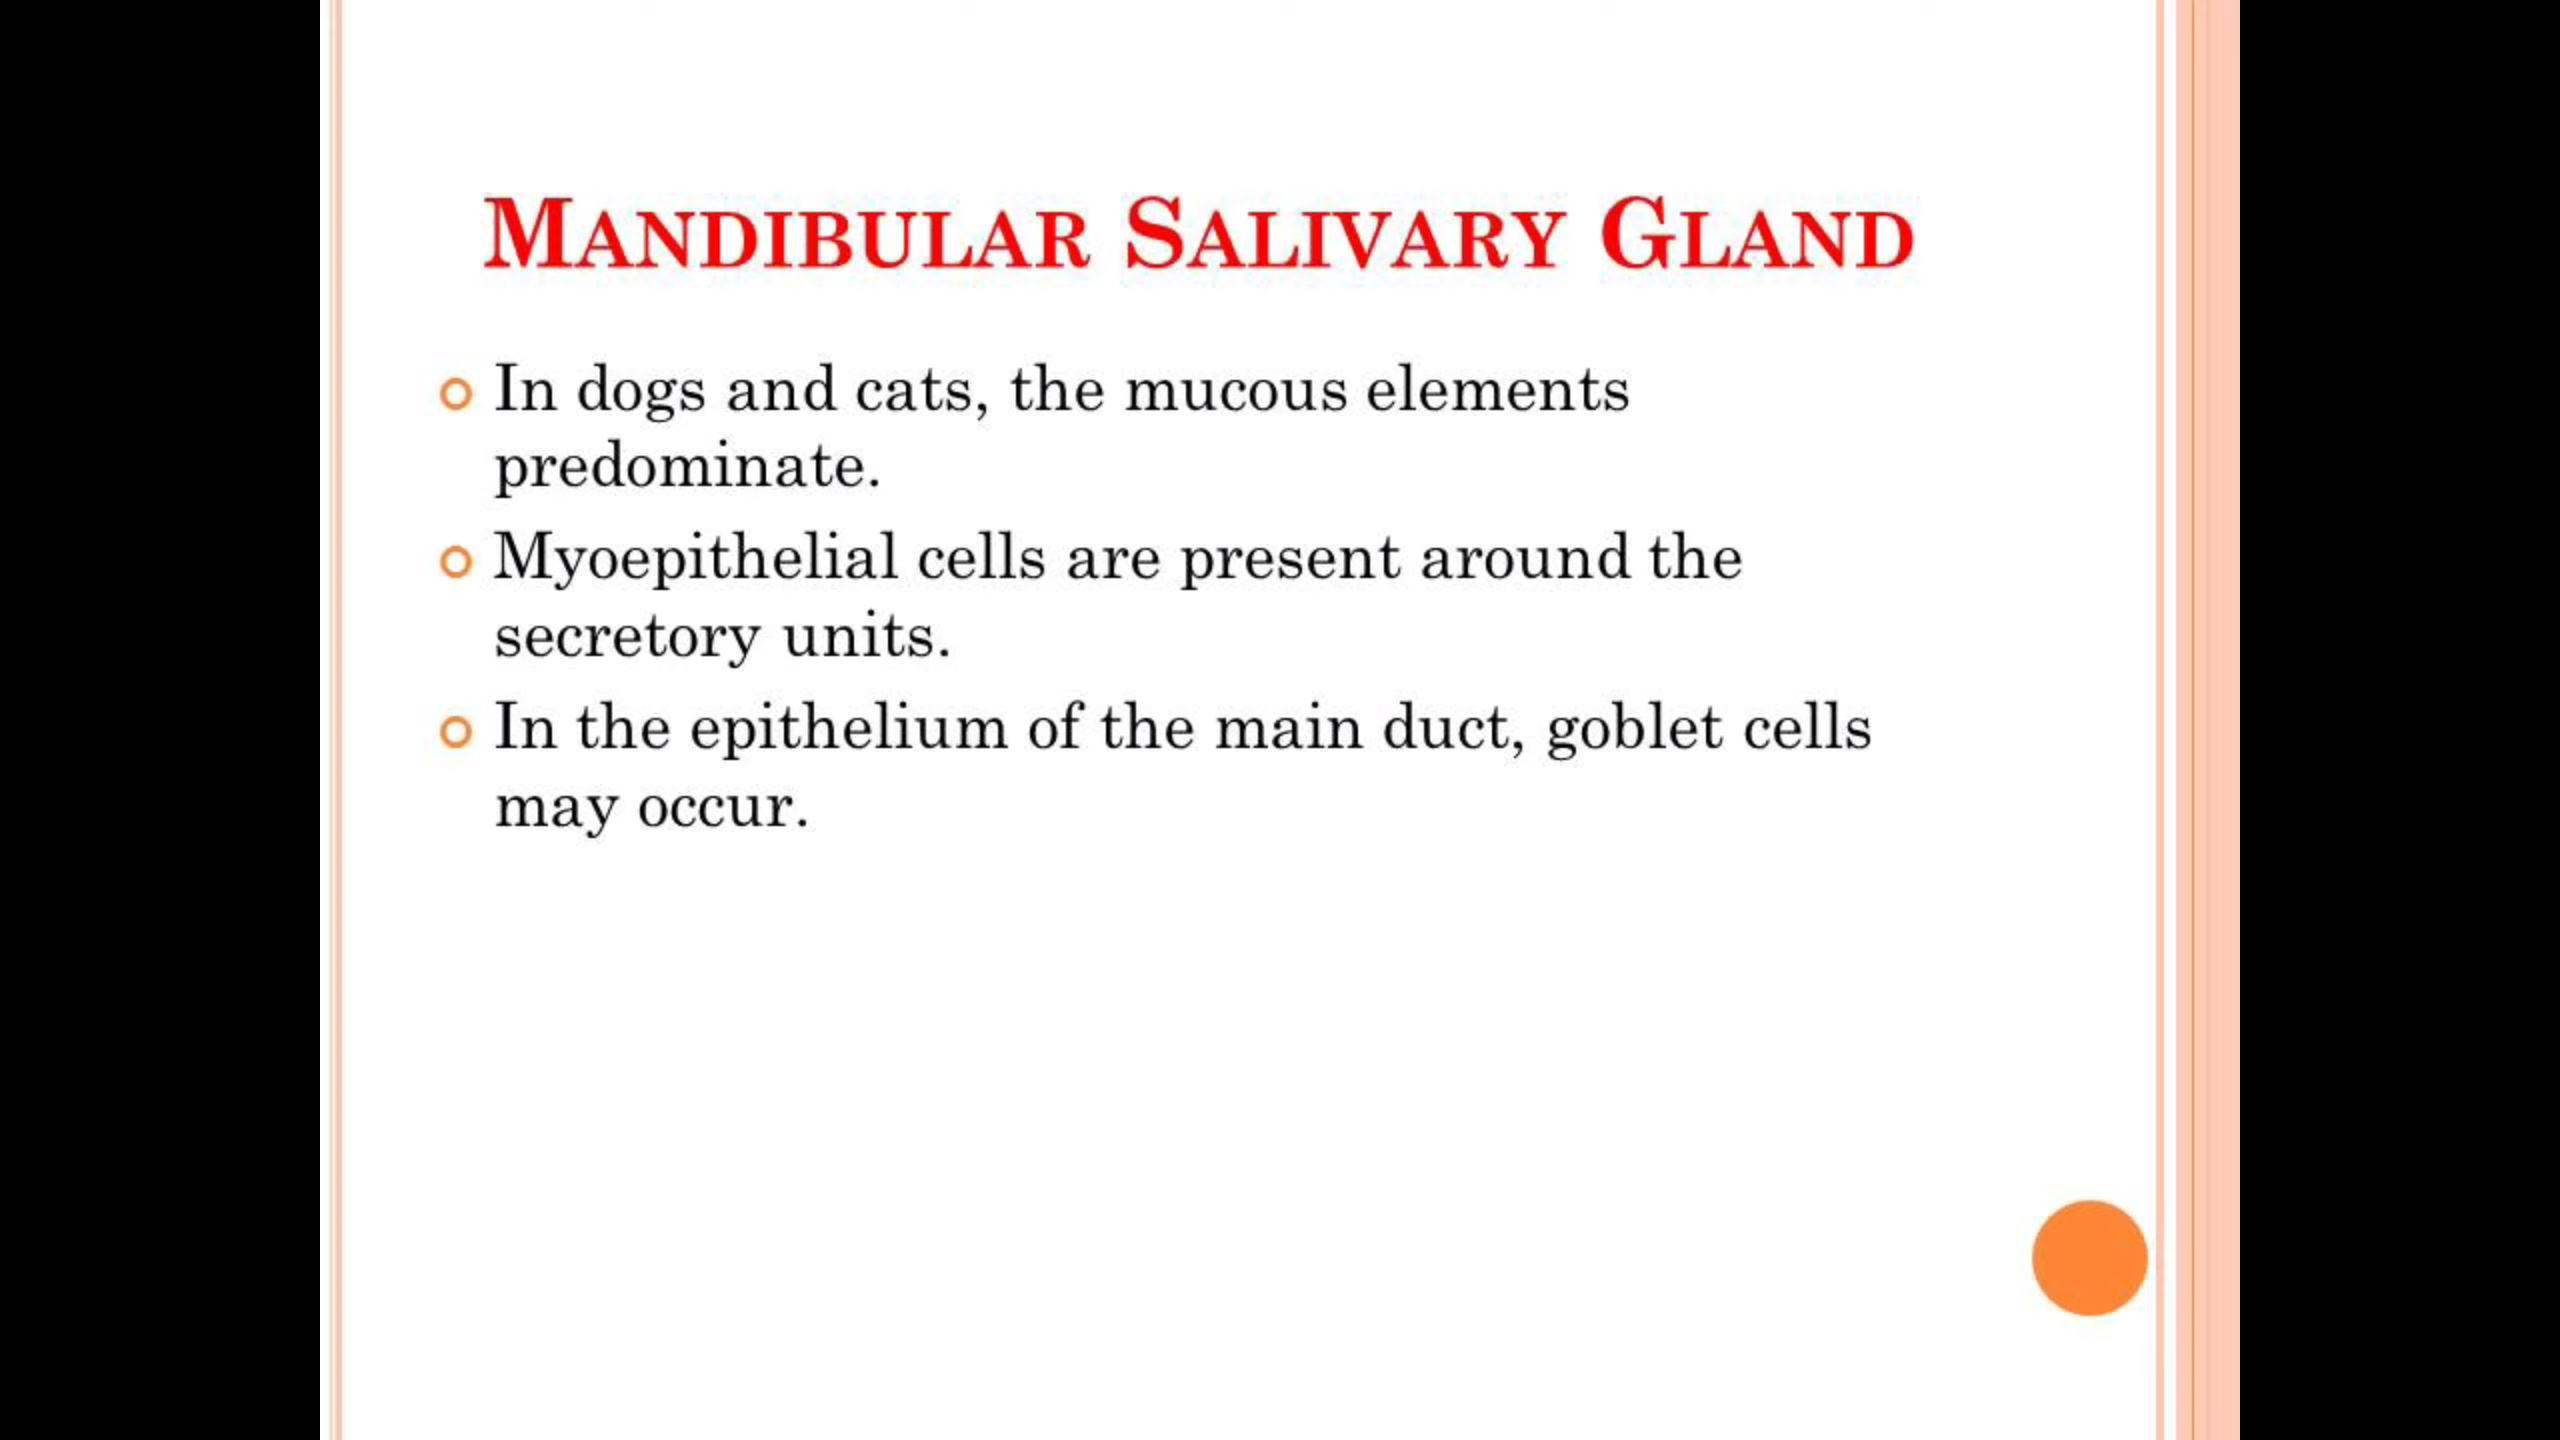 Mandibular Salivary Gland
In dogs and cats, the mucous elements
predominate.
Myoepithelial cells are present around the
secretory units.
In the epithelium of the main duct, goblet cells
may occur.